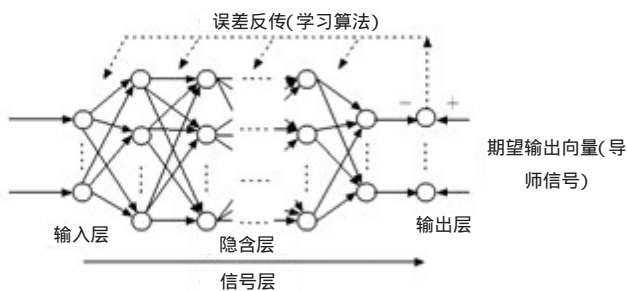 误差反传(学习算法)
− +
期望输出向量(导
师信号)
输入层
隐含层
输出层
信号层